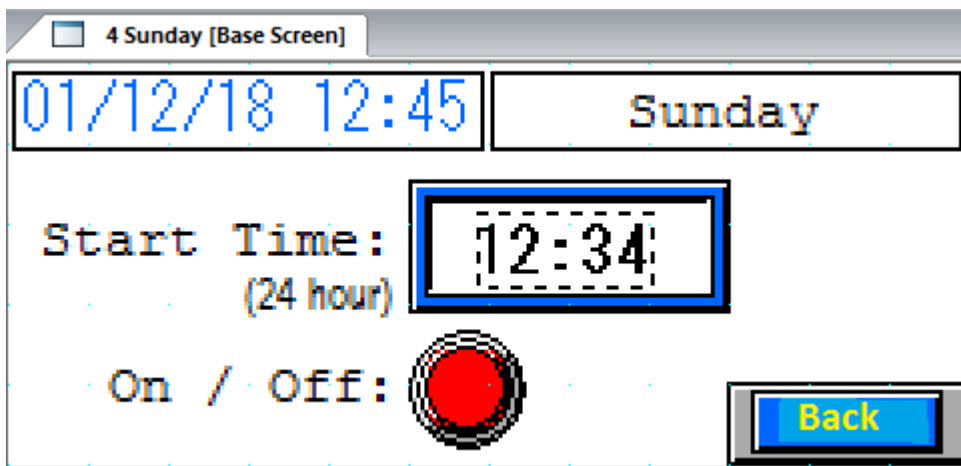 4 Sunday [Base Screen]
01/12/18 12:45
Sunday
Start Time:
12:34
(24 hour)
On / Off:
Back